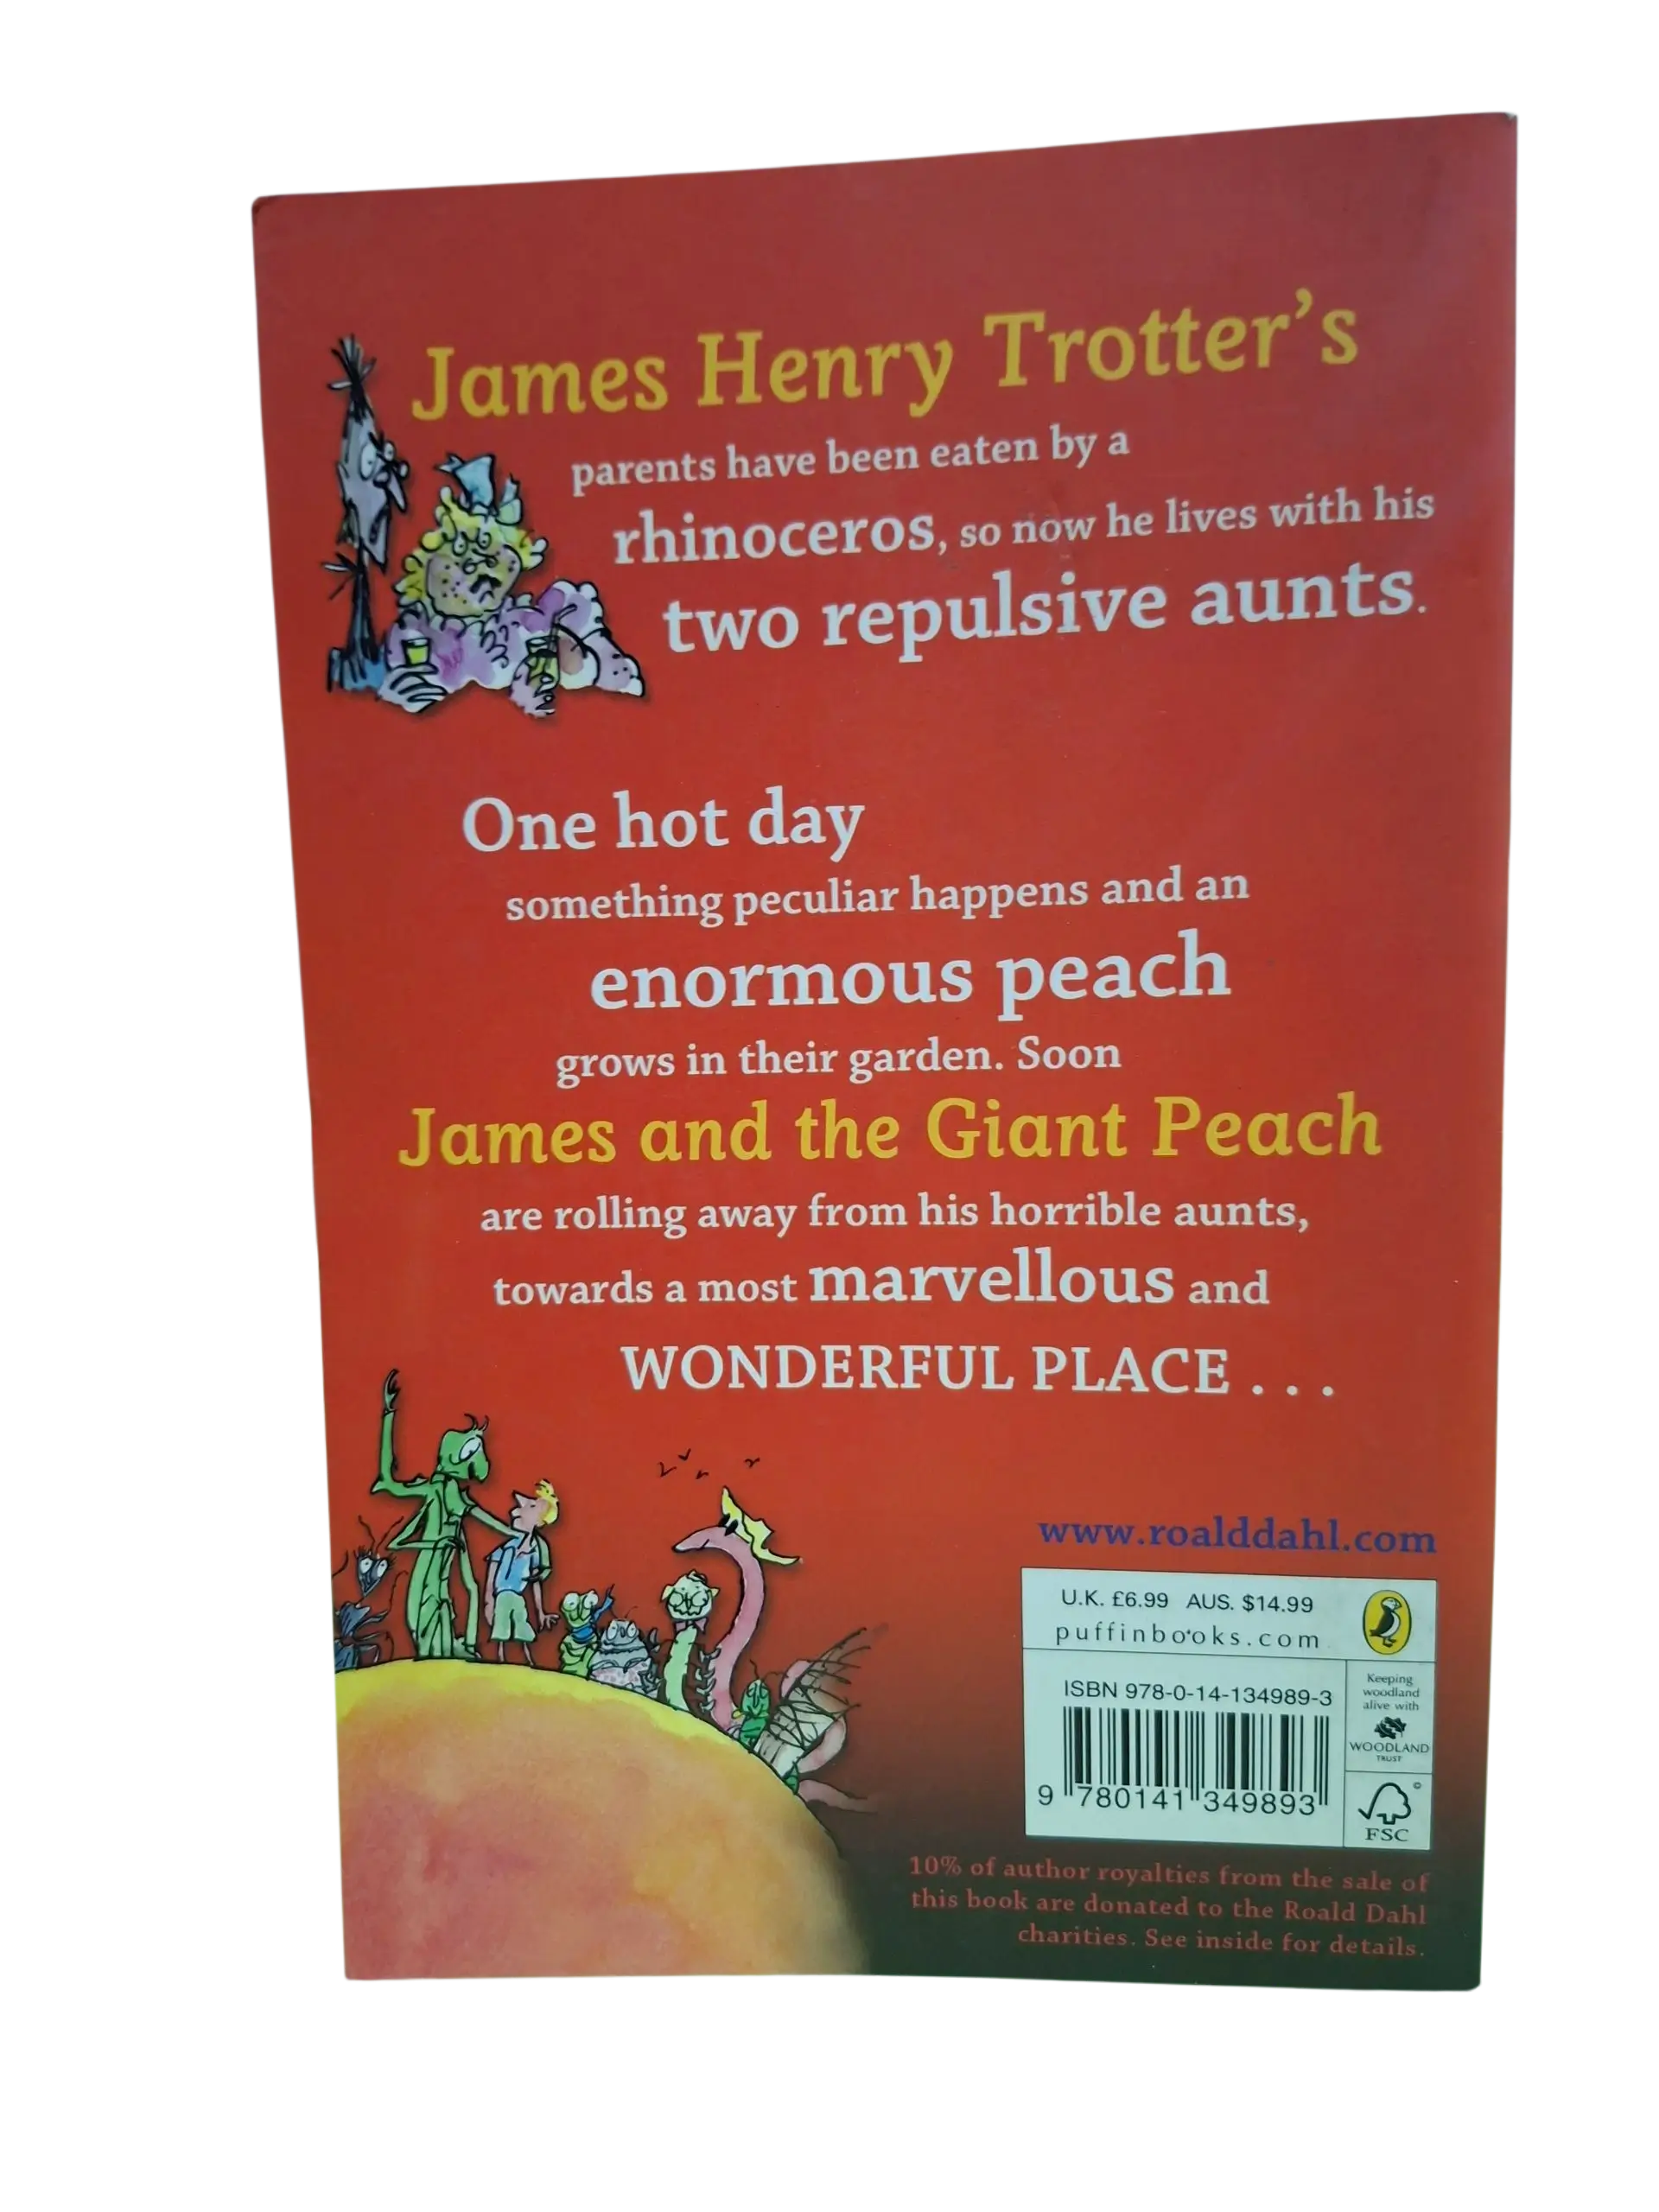 James Henry Trotter's
parents have been eaten by a
rhinoceros, so now he lives with his
two repulsive aunts.
One hot day
something peculiar happens and an
enormous peach
grows in their garden. Soon
James and the Giant Peach
are rolling away from his horrible aunts,
towards a most marvellous and
WONDERFUL PLACE . . .
www.roalddahl.com
U.K. £6.99 AUS. $14.99
puffinbooks.com
ISBN 978-0-14-134989-3
9 780141 349893
Keeping
woodland
alive with
WOODLAND
TRUST
©
FSC
10% of author royalties from the sale of
this book are donated to the Roald Dahl
charities. See inside for details.